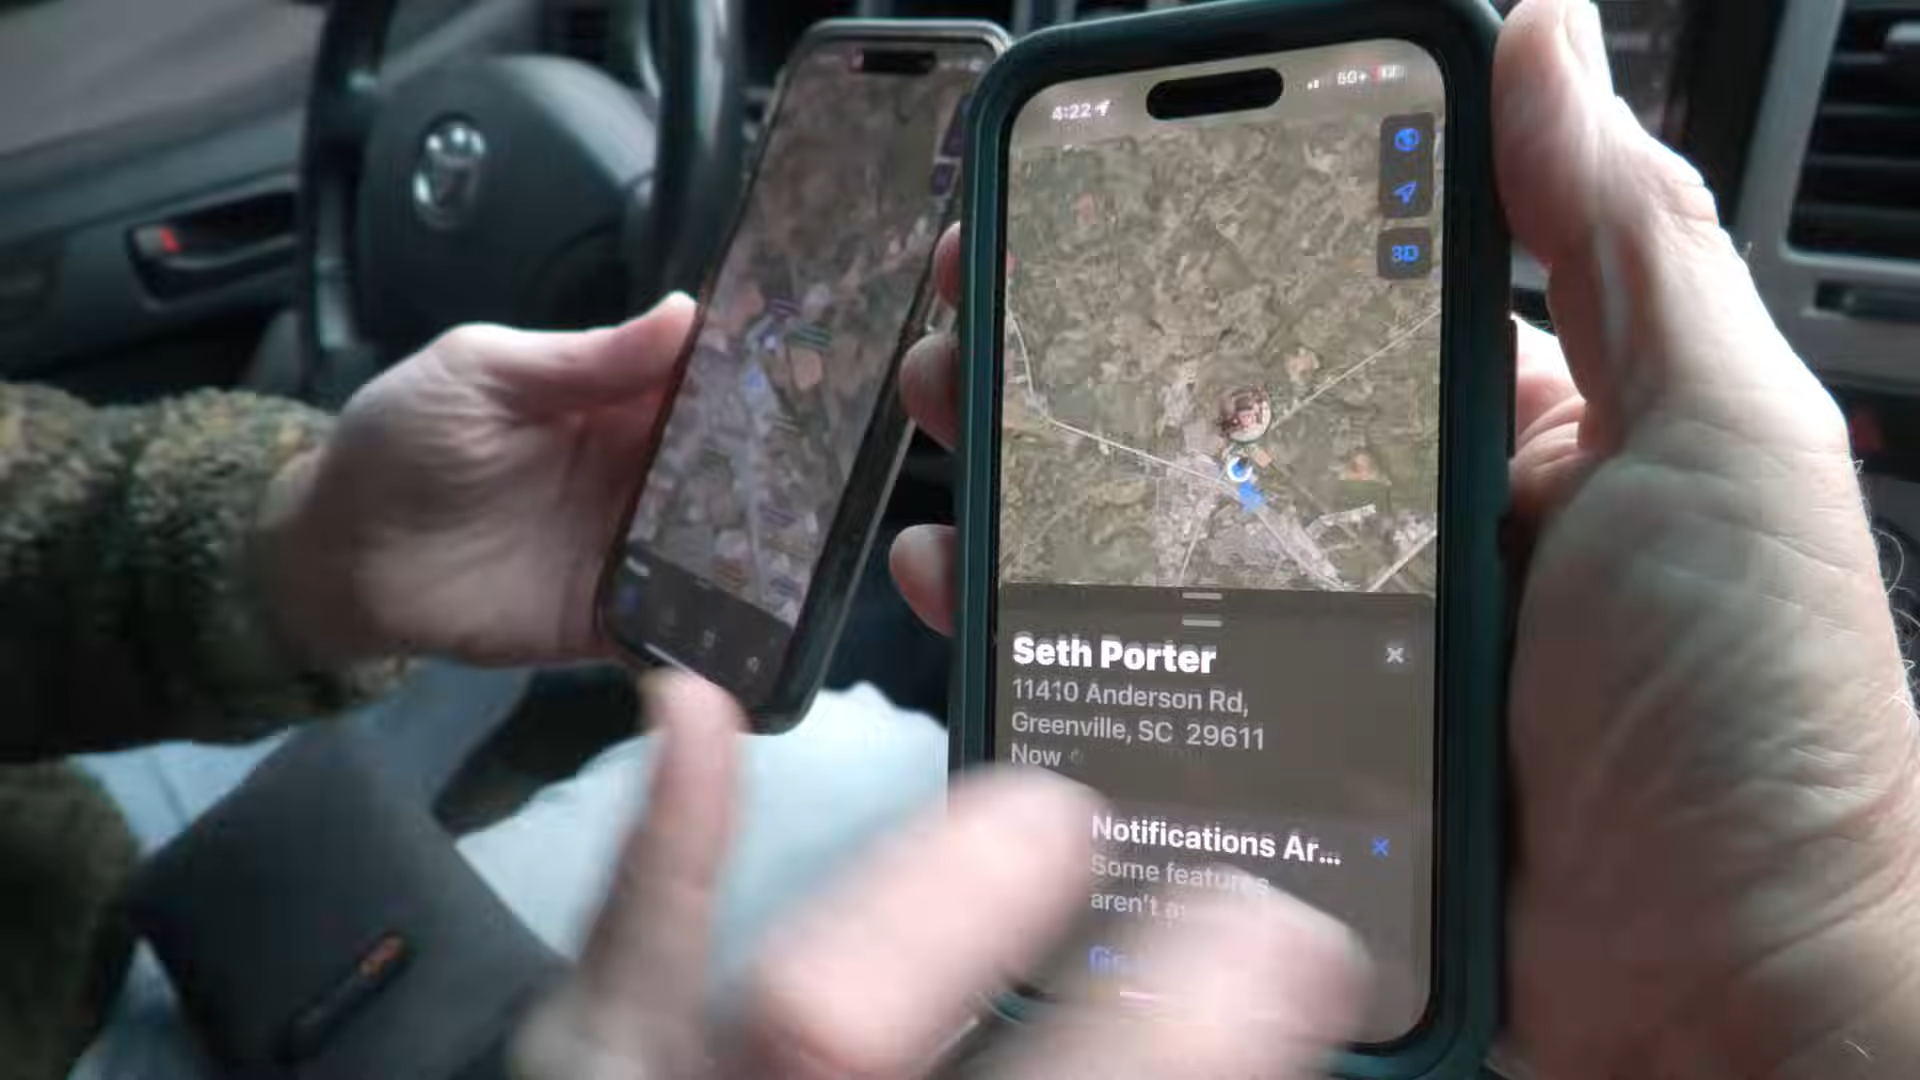 4:22
5G+
3D
Seth Porter
11410 Anderson Rd,
Greenville, SC 29611
Now
Notifications Ar...
Some features
aren't